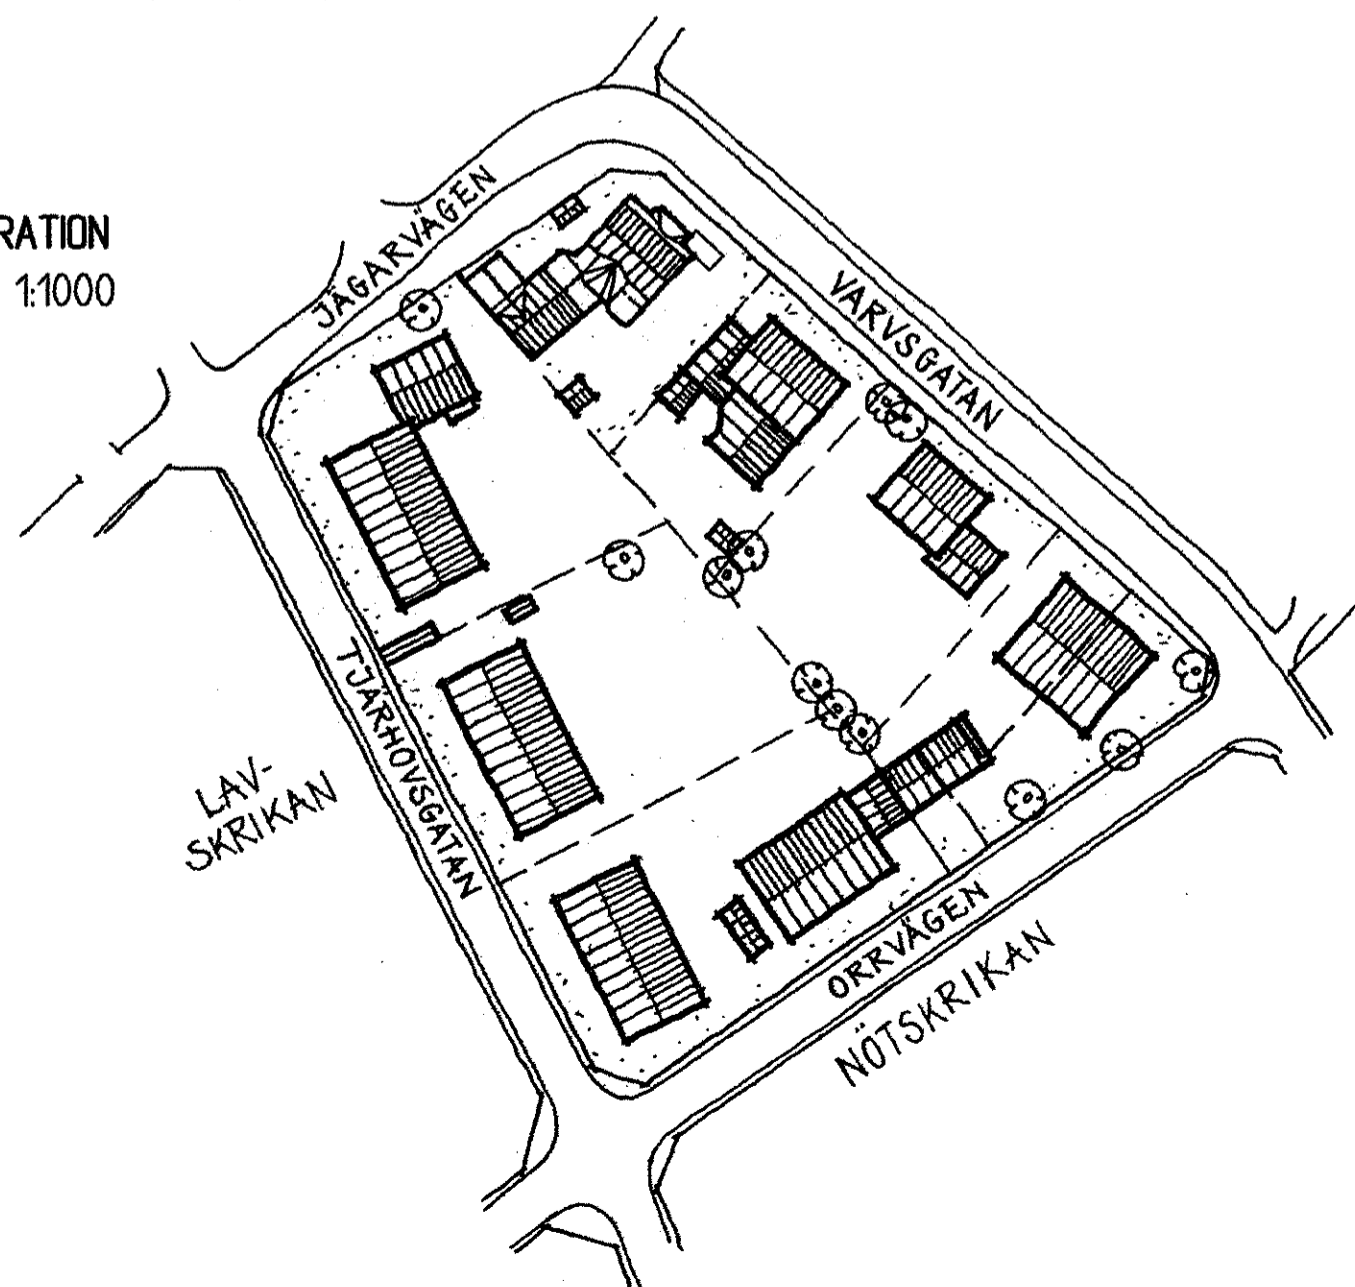 RATION
1:1000
JÄGARVÄGEN
VARVSGATAN
TJÄRHOVSGATAN
LAV-
SKRIKAN
ORRVÄGEN
NÖTSKRIKAN